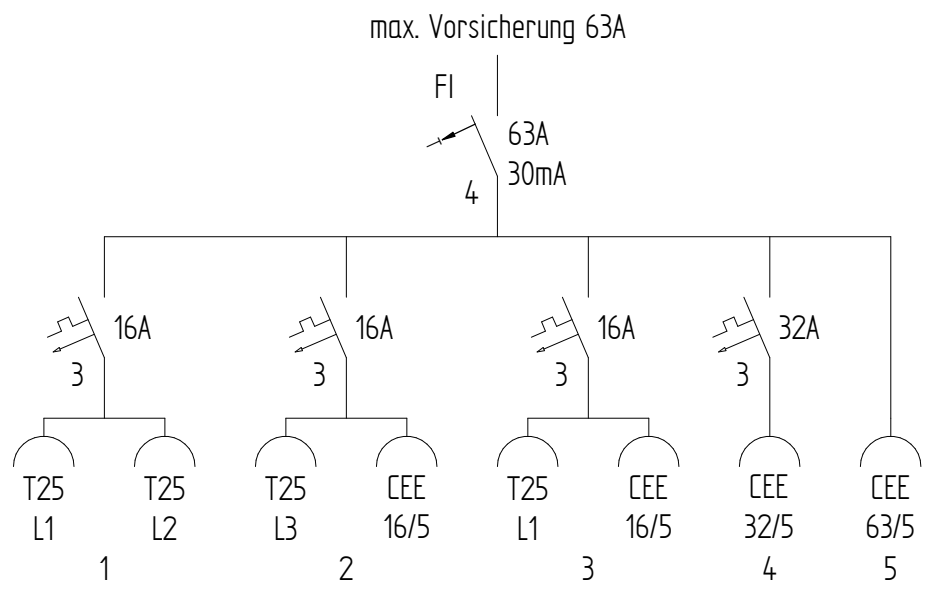 max. Vorsicherung 63A
FI
63A
30mA
4
16A
16A
16A
32A
3
3
3
3
T25 T25 T25 CEE T25 CEE CEE CEE
L1 L2 L3 16/5 L1 16/5 32/5 63/5
1 2 3 4 5